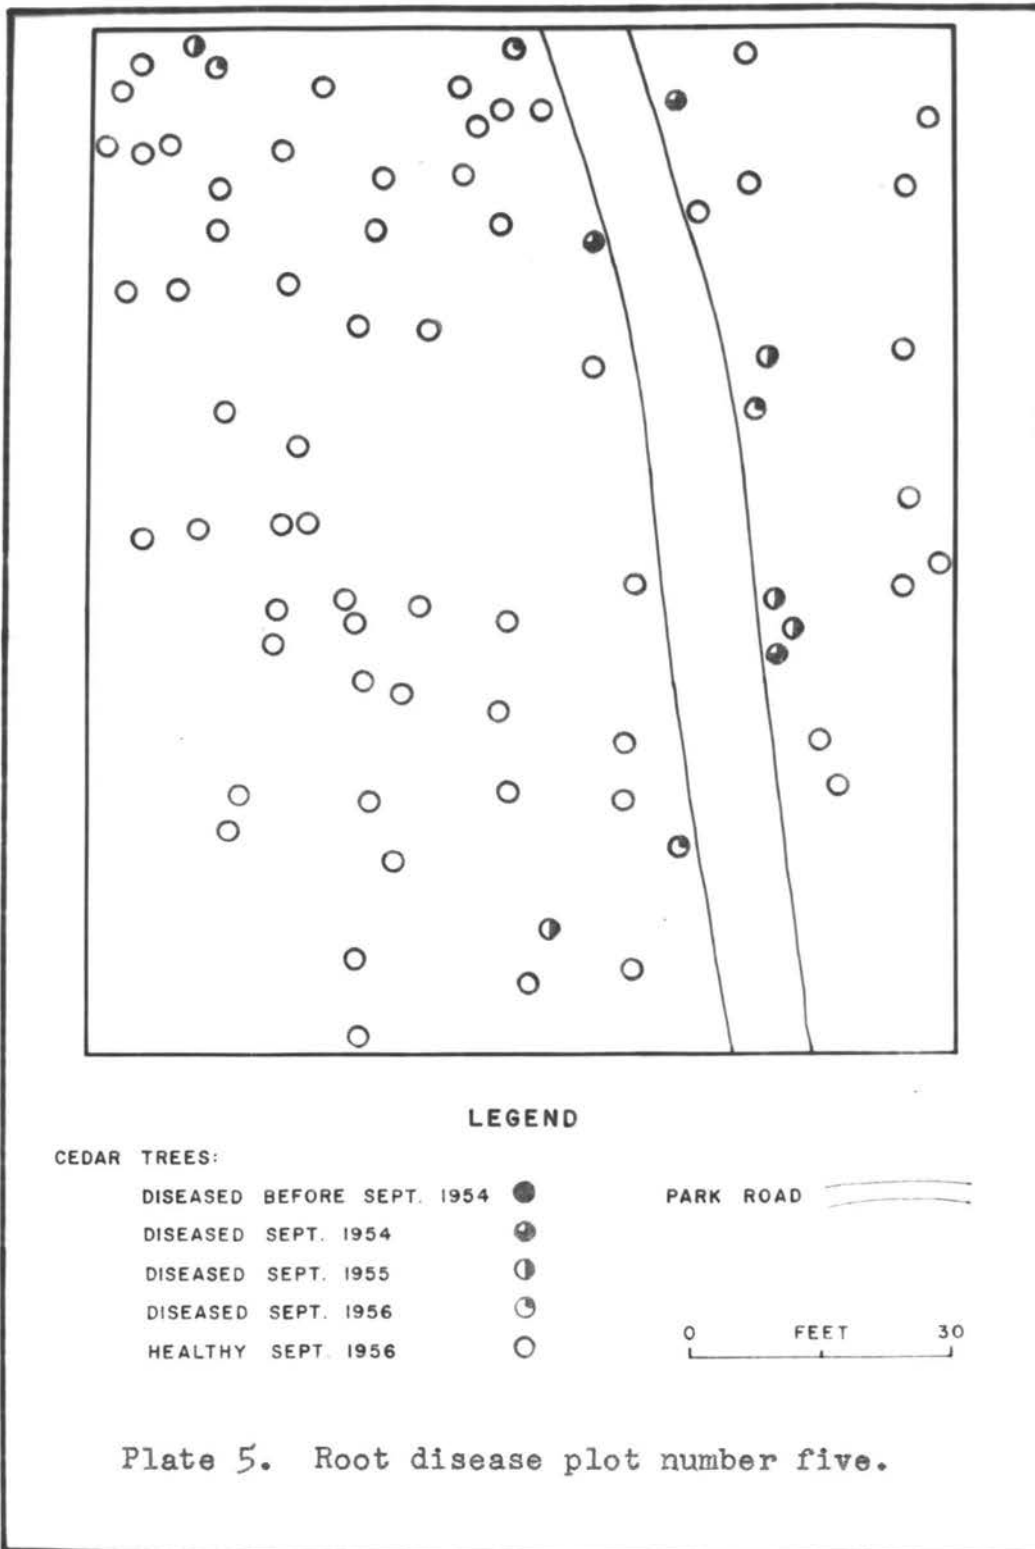 LEGEND
CEDAR TREES:
DISEASED BEFORE SEPT. 1954
PARK ROAD
DISEASED SEPT. 1954
DISEASED SEPT. 1955
DISEASED SEPT. 1956
0 FEET 30
HEALTHY SEPT. 1956
Plate 5. Root disease plot number five.